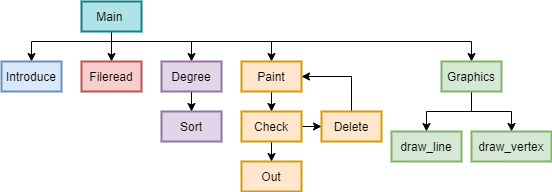 Main
Introduce
Fileread
Degree
Paint
Graphics
Sort
Check
Delete
draw_line
draw_vertex
Out